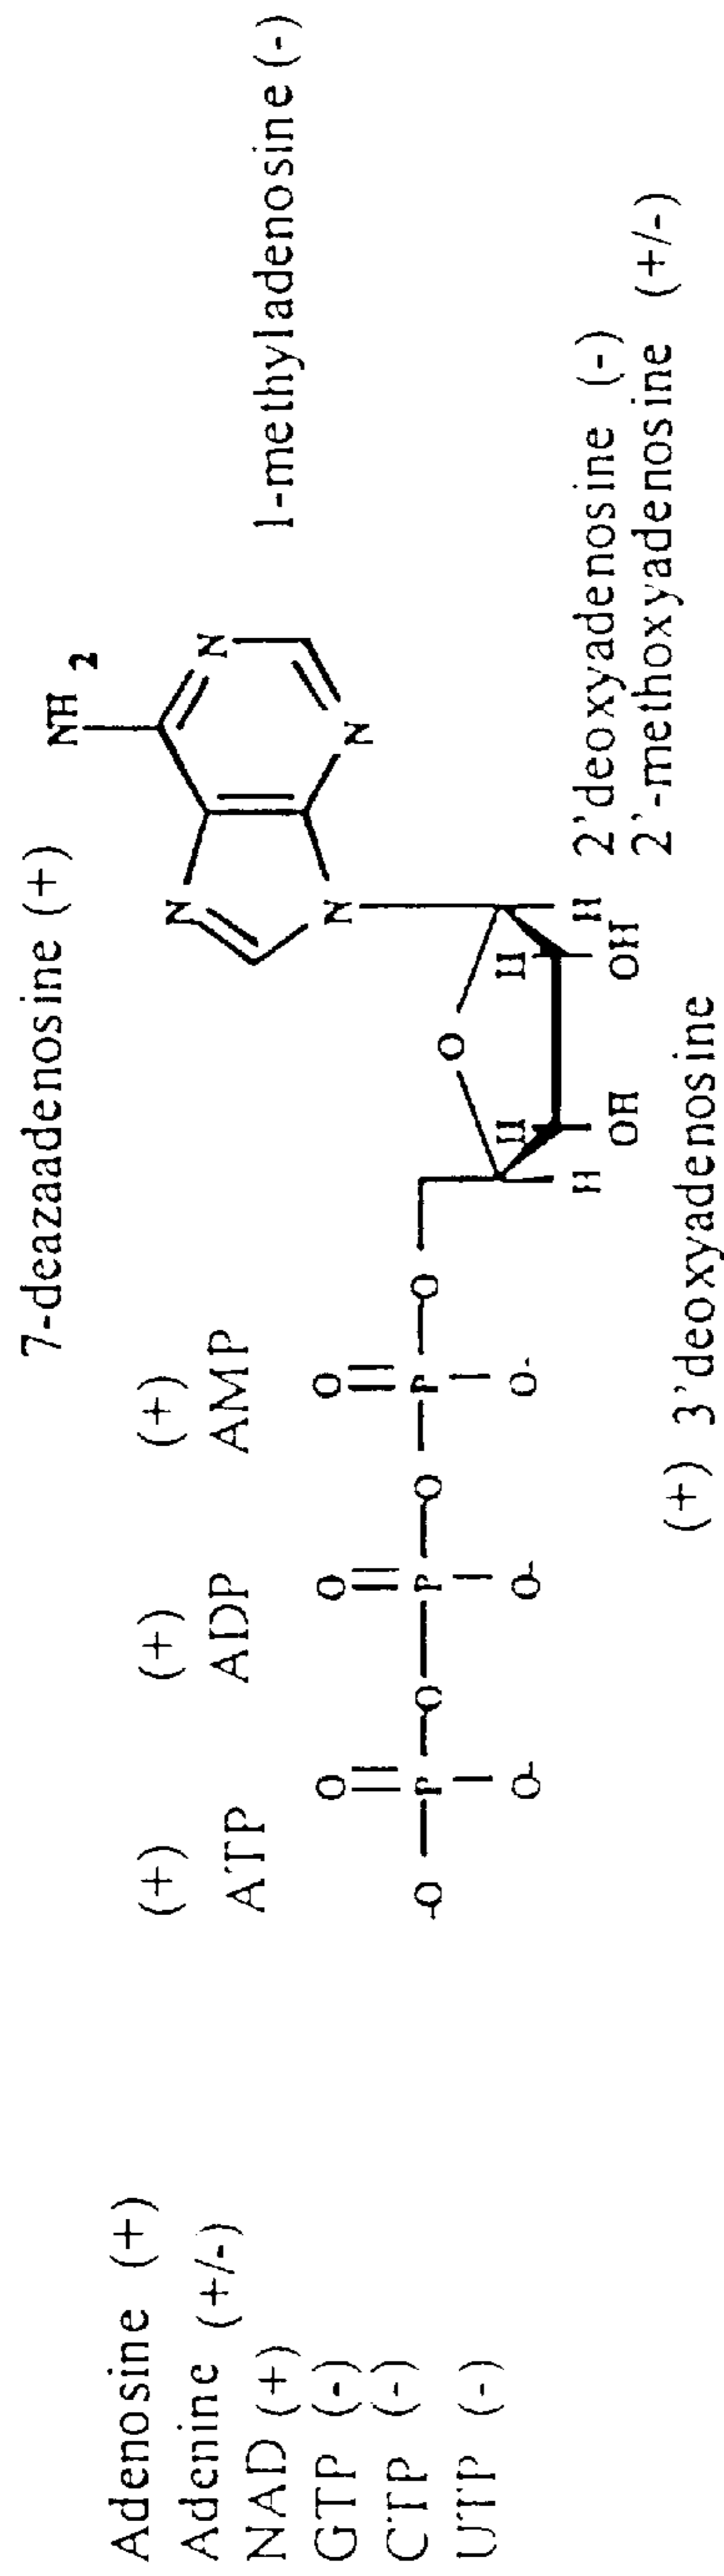 Adenosine (+)
Adenine (+/-)
NAD (+)
GTP (-)
CTP (-)
UTP (-)
(+)
ATP
(+)
ADP
(+)
AMP
7-deazaadenosine (+)
1-methyladenosine (-)
2'deoxyadenosine (-)
2'-methoxyadenosine (+/-)
(+) 3'deoxyadenosine
NH2
N
N
N
N
O
H
H
H
H
OH
OH
O
O
O
O
O
O
P
P
P
-O
O-
O-
O-